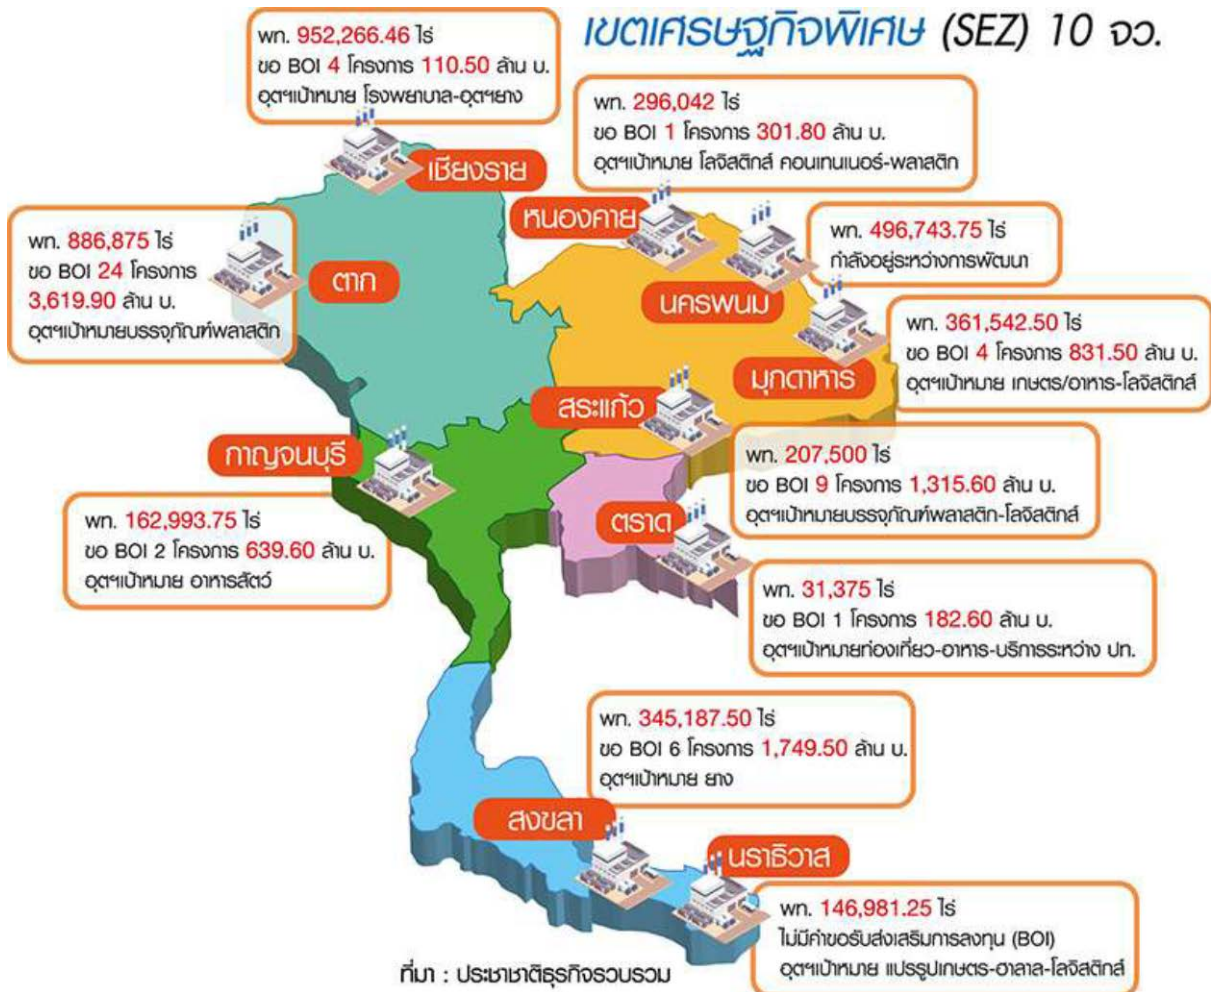 เขตเศรษฐกิจพิเศษ (SEZ) 10 จว.
พท. 952,266.46 ไร่
ขอ BOI 4 โครงการ 110.50 ล้าน บ.
อุตฯเป้าหมาย โรงพยาบาล-อุตฯยาง
เชียงราย
พท. 296,042 ไร่
ขอ BOI 1 โครงการ 301.80 ล้าน บ.
อุตฯเป้าหมาย โลจิสติกส์ คอนเทนเนอร์-พลาสติก
หนองคาย
พท. 886,875 ไร่
ขอ BOI 24 โครงการ
3,619.90 ล้าน บ.
อุตฯเป้าหมายบรรจุภัณฑ์พลาสติก
ตาก
พท. 496,743.75 ไร่
กำลังอยู่ระหว่างการพัฒนา
นครพนม
พท. 361,542.50 ไร่
ขอ BOI 4 โครงการ 831.50 ล้าน บ.
อุตฯเป้าหมาย เกษตร/อาหาร-โลจิสติกส์
มุกดาหาร
สระแก้ว
พท. 207,500 ไร่
ขอ BOI 9 โครงการ 1,315.60 ล้าน บ.
อุตฯเป้าหมายบรรจุภัณฑ์พลาสติก-โลจิสติกส์
กาญจนบุรี
พท. 162,993.75 ไร่
ขอ BOI 2 โครงการ 639.60 ล้าน บ.
อุตฯเป้าหมาย อาหารสัตว์
ตราด
พท. 31,375 ไร่
ขอ BOI 1 โครงการ 182.60 ล้าน บ.
อุตฯเป้าหมายท่องเที่ยว-อาหาร-บริการระหว่าง ปท.
พท. 345,187.50 ไร่
ขอ BOI 6 โครงการ 1,749.50 ล้าน บ.
อุตฯเป้าหมาย ยาง
สงขลา
นราธิวาส
พท. 146,981.25 ไร่
ไม่มีคำขอรับส่งเสริมการลงทุน (BOI)
อุตฯเป้าหมาย แปรรูปเกษตร-ฮาลาล-โลจิสติกส์
ที่มา : ประชาชาติธุรกิจรวบรวม